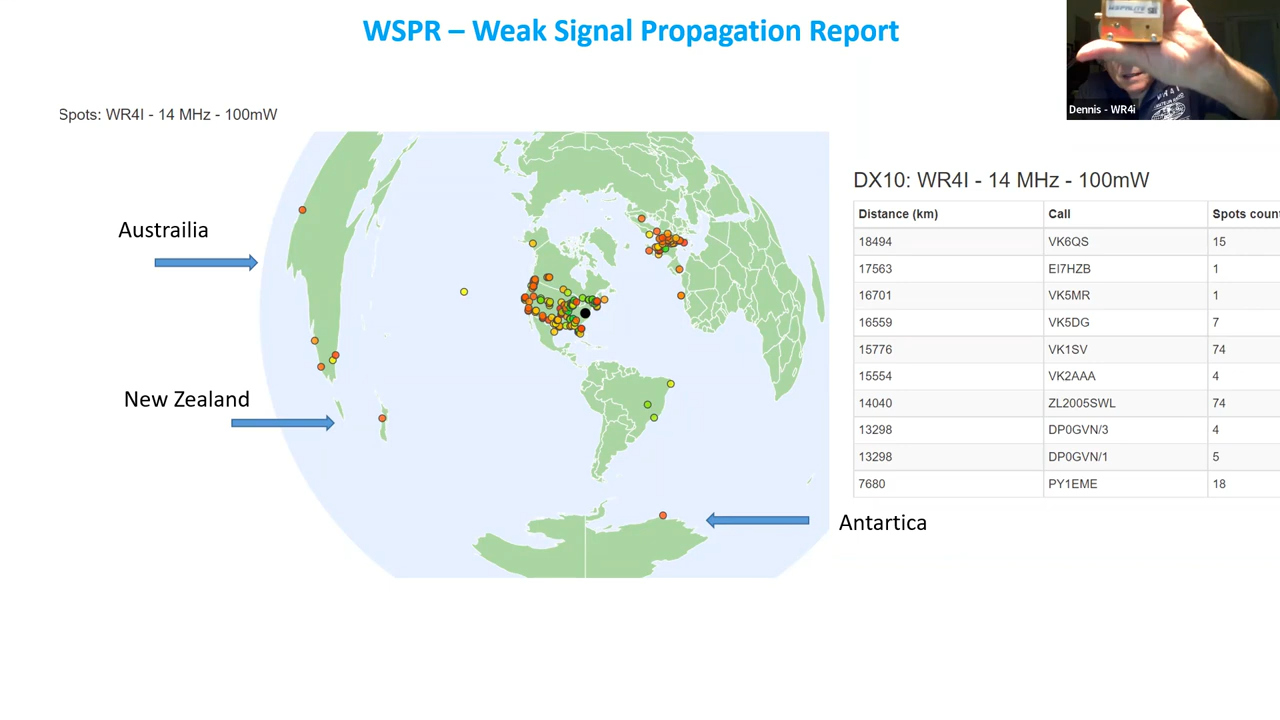 WSPR – Weak Signal Propagation Report
WSPRLITE
Dennis - WR4i
WR4I
Spots: WR4I - 14 MHz - 100mW
DX10: WR4I - 14 MHz - 100mW
Distance (km) Call Spots count
18494 VK6QS 15
17563 EI7HZB 1
16701 VK5MR 1
16559 VK5DG 7
15776 VK1SV 74
15554 VK2AAA 4
14040 ZL2005SWL 74
13298 DP0GVN/3 4
13298 DP0GVN/1 5
7680 PY1EME 18
Austrailia
New Zealand
Antartica